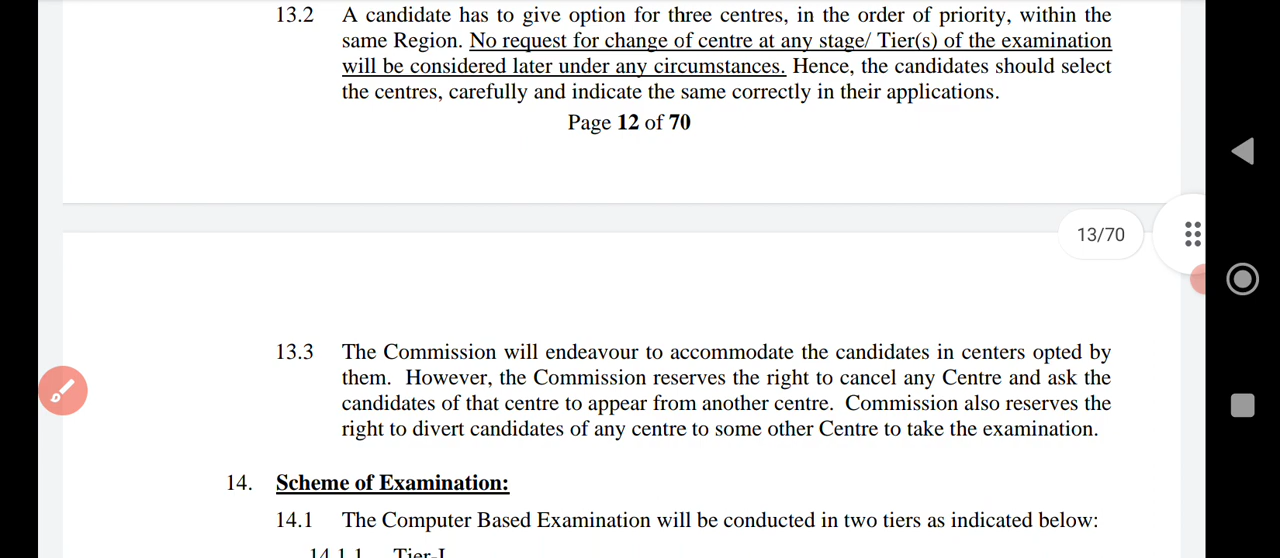 13.2 A candidate has to give option for three centres, in the order of priority, within the
same Region. No request for change of centre at any stage/ Tier(s) of the examination
will be considered later under any circumstances. Hence, the candidates should select
the centres, carefully and indicate the same correctly in their applications.
Page 12 of 70
13/70
13.3 The Commission will endeavour to accommodate the candidates in centers opted by
them. However, the Commission reserves the right to cancel any Centre and ask the
candidates of that centre to appear from another centre. Commission also reserves the
right to divert candidates of any centre to some other Centre to take the examination.
14. Scheme of Examination:
14.1 The Computer Based Examination will be conducted in two tiers as indicated below:
14.1.1 Tier-I